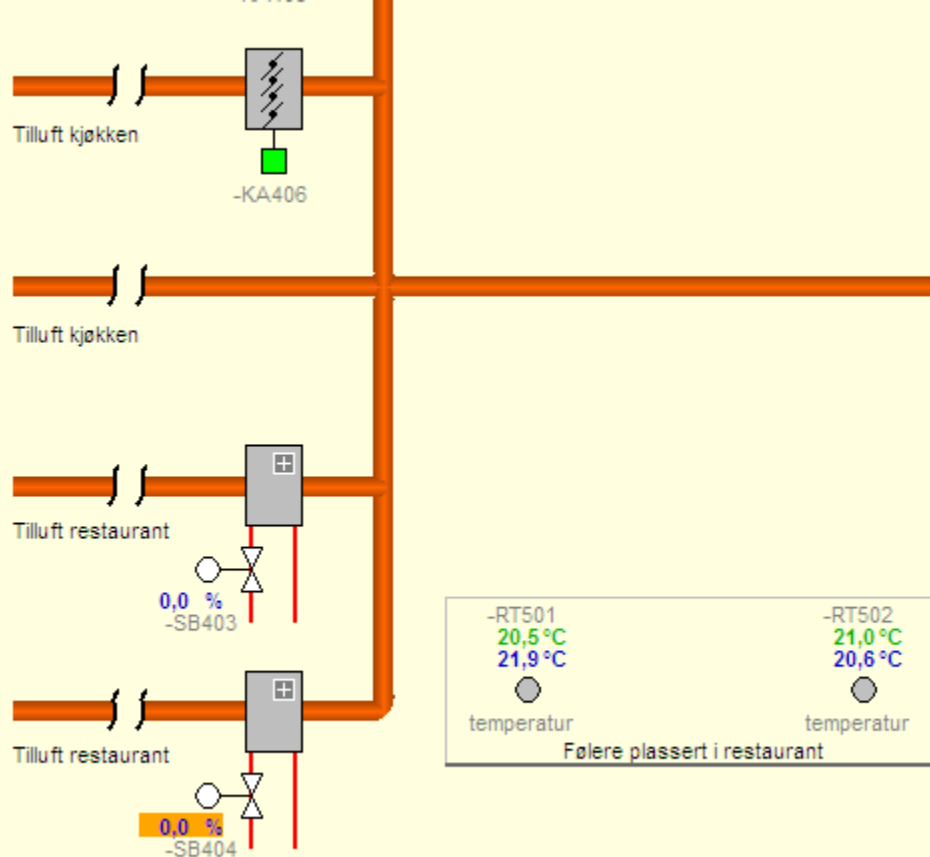 Tilluft kjøkken
-KA406
Tilluft kjøkken
Tilluft restaurant
0,0 %
-SB403
-RT501
20,5 °C
21,9 °C
temperatur
-RT502
21,0 °C
20,6 °C
temperatur
Følere plassert i restaurant
Tilluft restaurant
0,0 %
-SB404